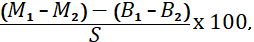 (M₁ - M₂) – (B₁ - B₂)
S
x 100,